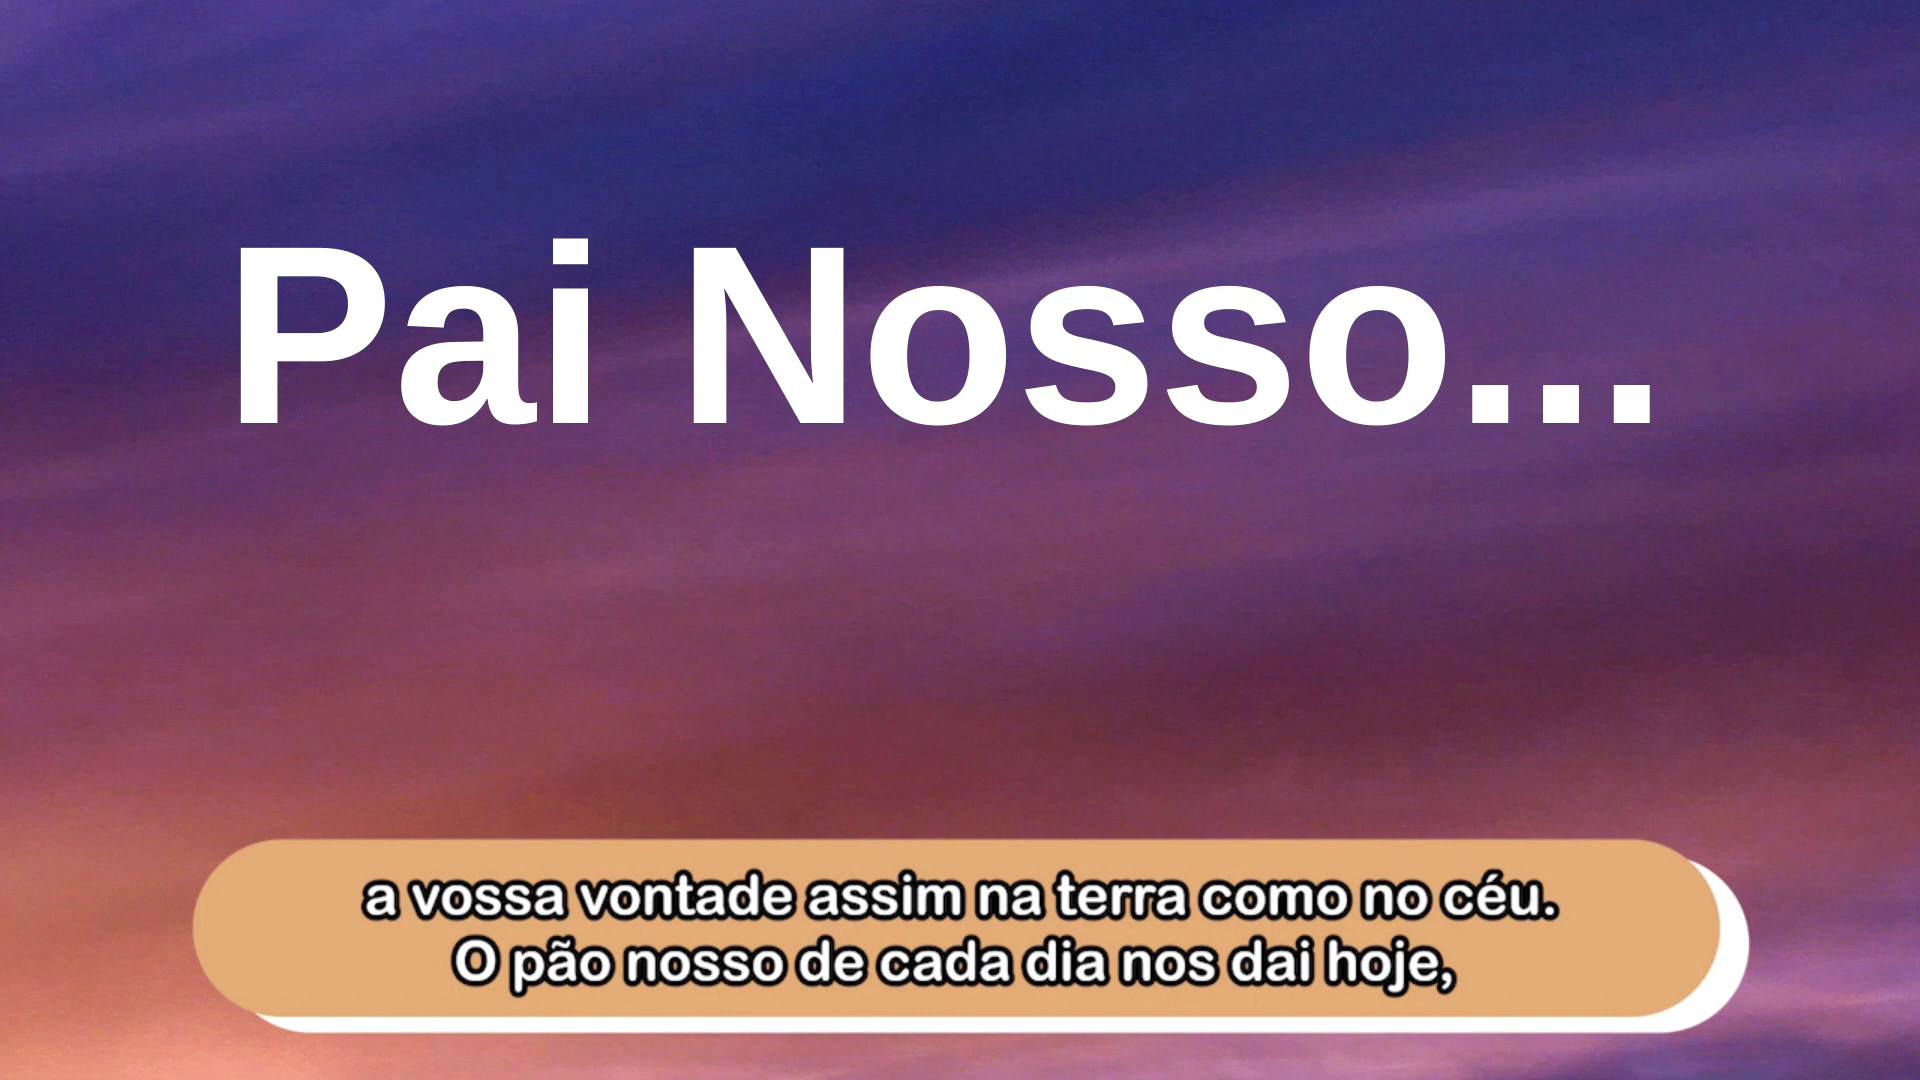 Pai Nosso...
a vossa vontade assim na terra como no céu.
O pão nosso de cada dia nos dai hoje,